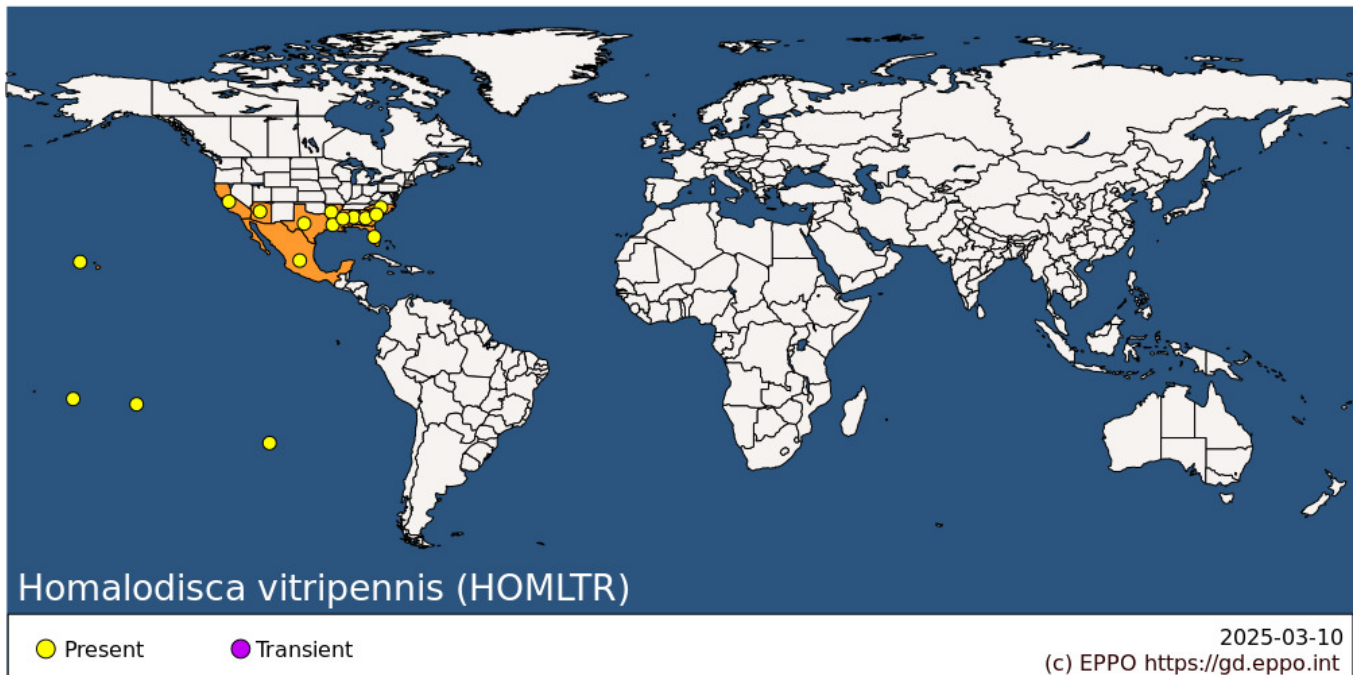 Homalodisca vitripennis (HOMLTR)
Present
Transient
2025-03-10
(c) EPPO https://gd.eppo.int